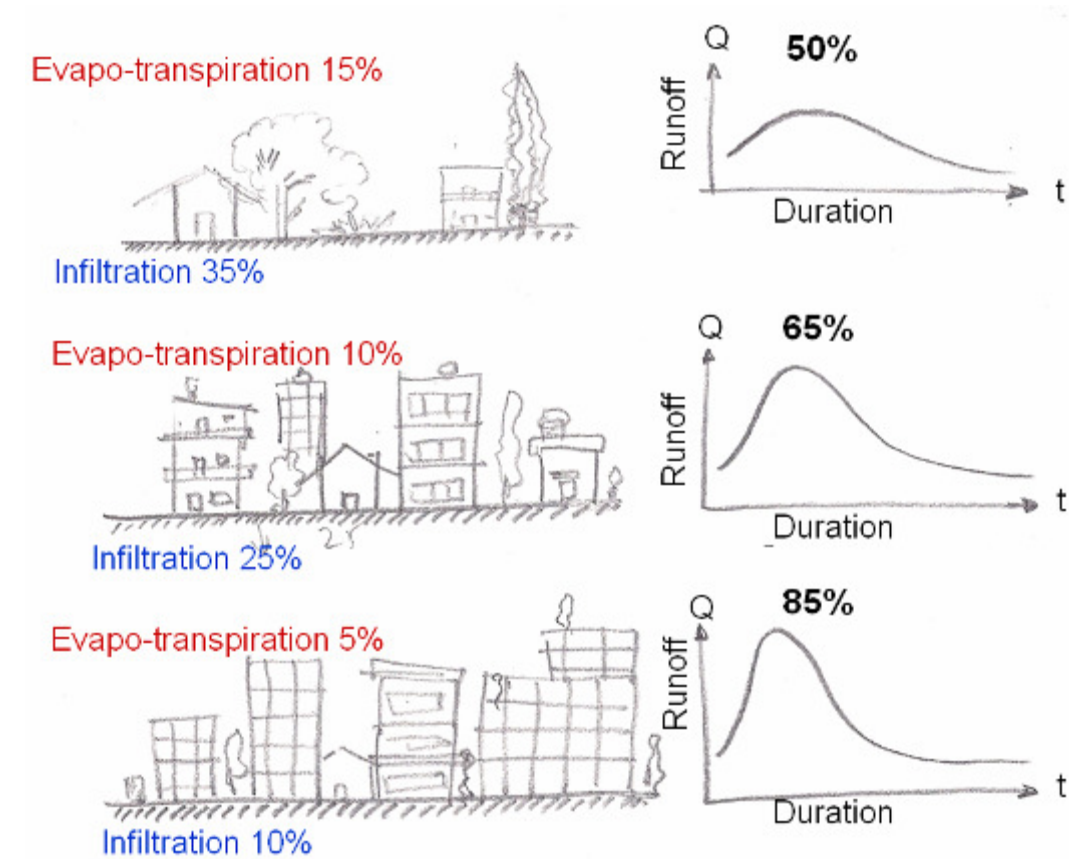 Evapo-transpiration 15%
Q
50%
Runoff
t
Duration
Infiltration 35%
Evapo-transpiration 10%
Q
65%
Runoff
t
Duration
Infiltration 25%
25
Evapo-transpiration 5%
Q
85%
Runoff
t
Duration
Infiltration 10%